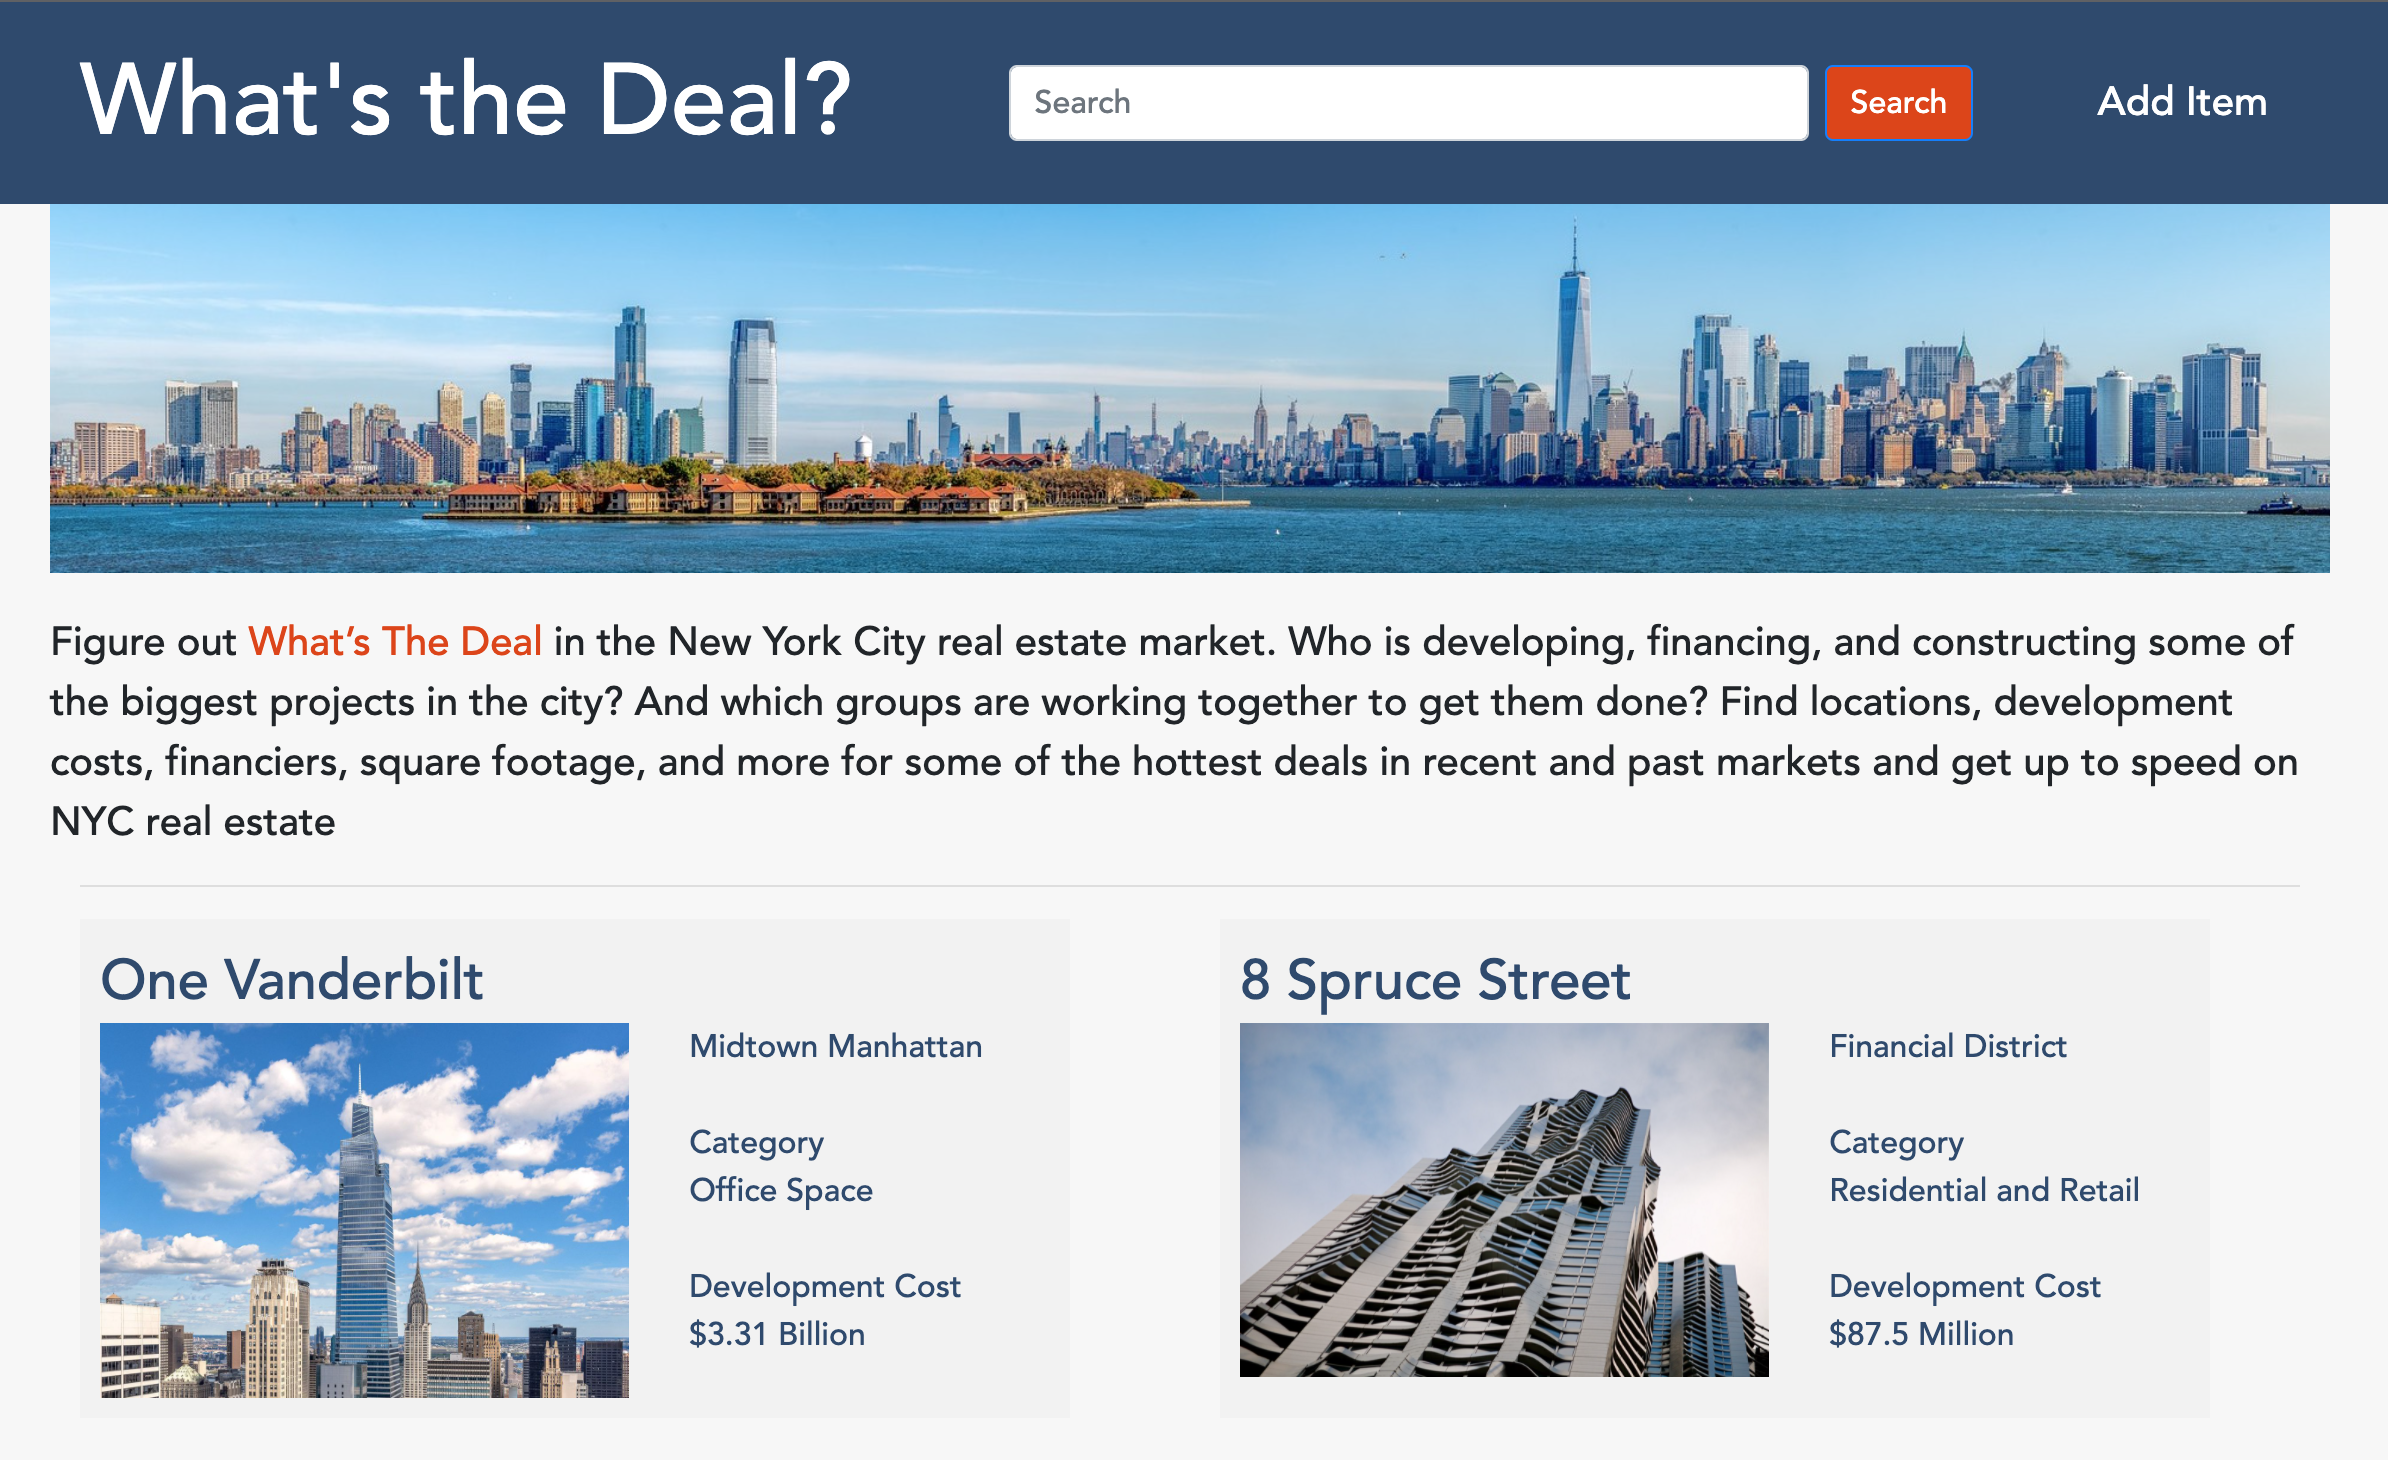 What's the Deal?
Search
Search
Add Item
Figure out What’s The Deal in the New York City real estate market. Who is developing, financing, and constructing some of
the biggest projects in the city? And which groups are working together to get them done? Find locations, development
costs, financiers, square footage, and more for some of the hottest deals in recent and past markets and get up to speed on
NYC real estate
One Vanderbilt
Midtown Manhattan
Category
Office Space
Development Cost
$3.31 Billion
8 Spruce Street
Financial District
Category
Residential and Retail
Development Cost
$87.5 Million